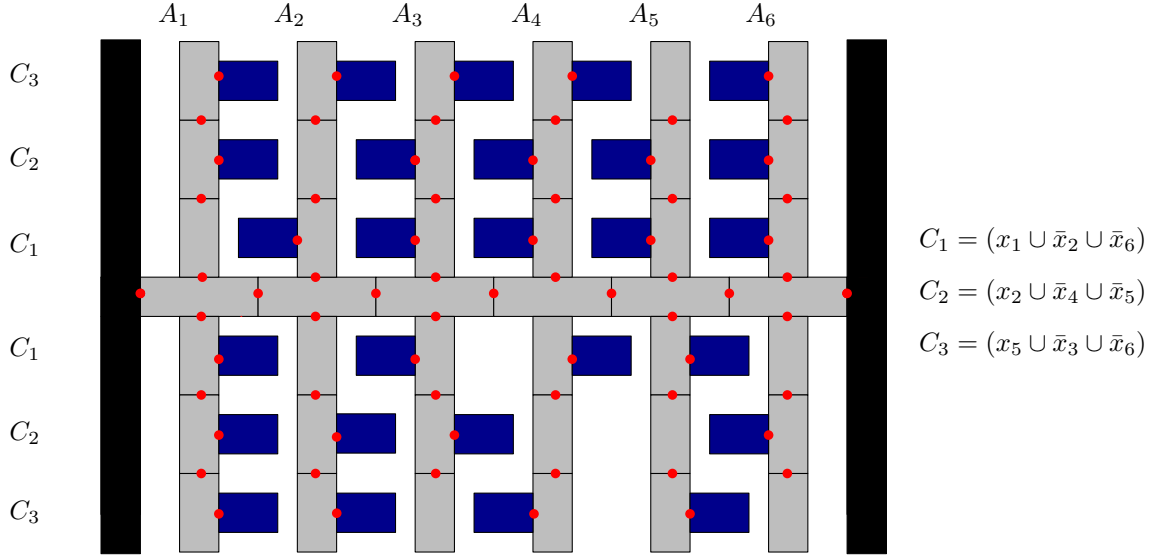 A₁ A₂ A₃ A₄ A₅ A₆
C₃
C₂
C₁
C₁
C₂
C₃
C₁ = (x₁ ∪ x̄₂ ∪ x̄₆)
C₂ = (x₂ ∪ x̄₄ ∪ x̄₅)
C₃ = (x₅ ∪ x̄₃ ∪ x̄₆)